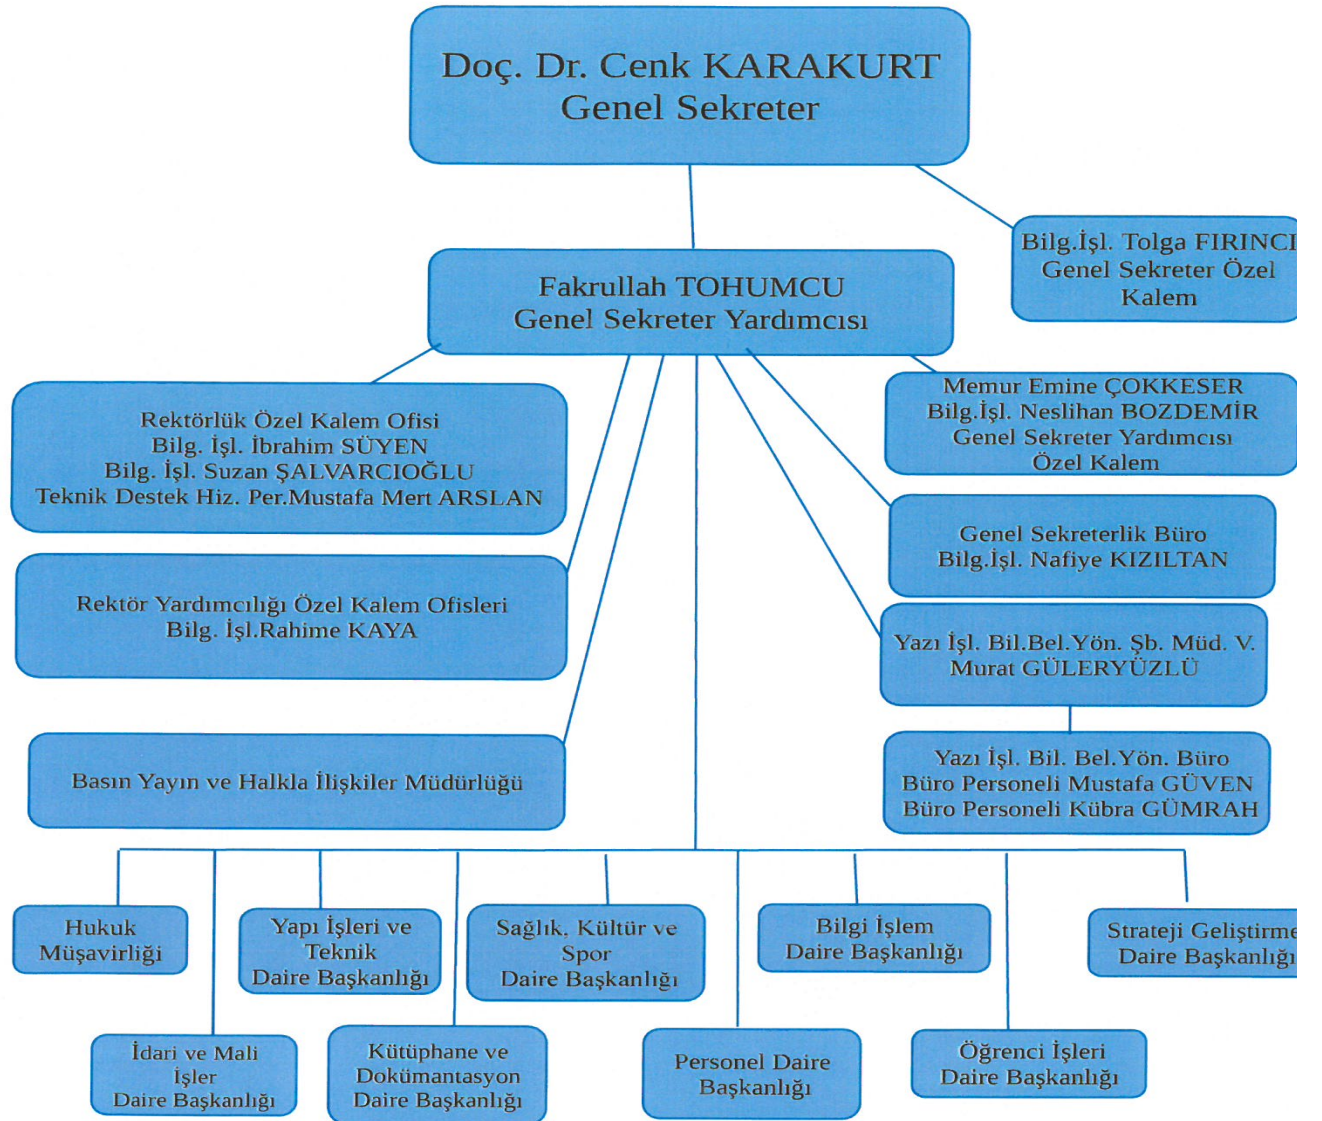 Doç. Dr. Cenk KARAKURT
Genel Sekreter
Bilg.İşl. Tolga FIRINCI
Genel Sekreter Özel
Kalem
Fakrullah TOHUMCU
Genel Sekreter Yardımcısı
Rektörlük Özel Kalem Ofisi
Bilg. İşl. İbrahim SÜYEN
Bilg. İşl. Suzan ŞALVARCIOĞLU
Teknik Destek Hiz. Per.Mustafa Mert ARSLAN
Memur Emine ÇOKKESER
Bilg.İşl. Neslihan BOZDEMİR
Genel Sekreter Yardımcısı
Özel Kalem
Genel Sekreterlik Büro
Bilg.İşl. Nafiye KIZILTAN
Rektör Yardımcılığı Özel Kalem Ofisleri
Bilg. İşl.Rahime KAYA
Yazı İşl. Bil.Bel.Yön. Şb. Müd. V.
Murat GÜLERYÜZLÜ
Basın Yayın ve Halkla İlişkiler Müdürlüğü
Yazı İşl. Bil. Bel.Yön. Büro
Büro Personeli Mustafa GÜVEN
Büro Personeli Kübra GÜMRAH
Hukuk
Müşavirliği
Yapı İşleri ve
Teknik
Daire Başkanlığı
Sağlık, Kültür ve
Spor
Daire Başkanlığı
Bilgi İşlem
Daire Başkanlığı
Strateji Geliştirme
Daire Başkanlığı
İdari ve Mali
İşler
Daire Başkanlığı
Kütüphane ve
Dokümantasyon
Daire Başkanlığı
Personel Daire
Başkanlığı
Öğrenci İşleri
Daire Başkanlığı